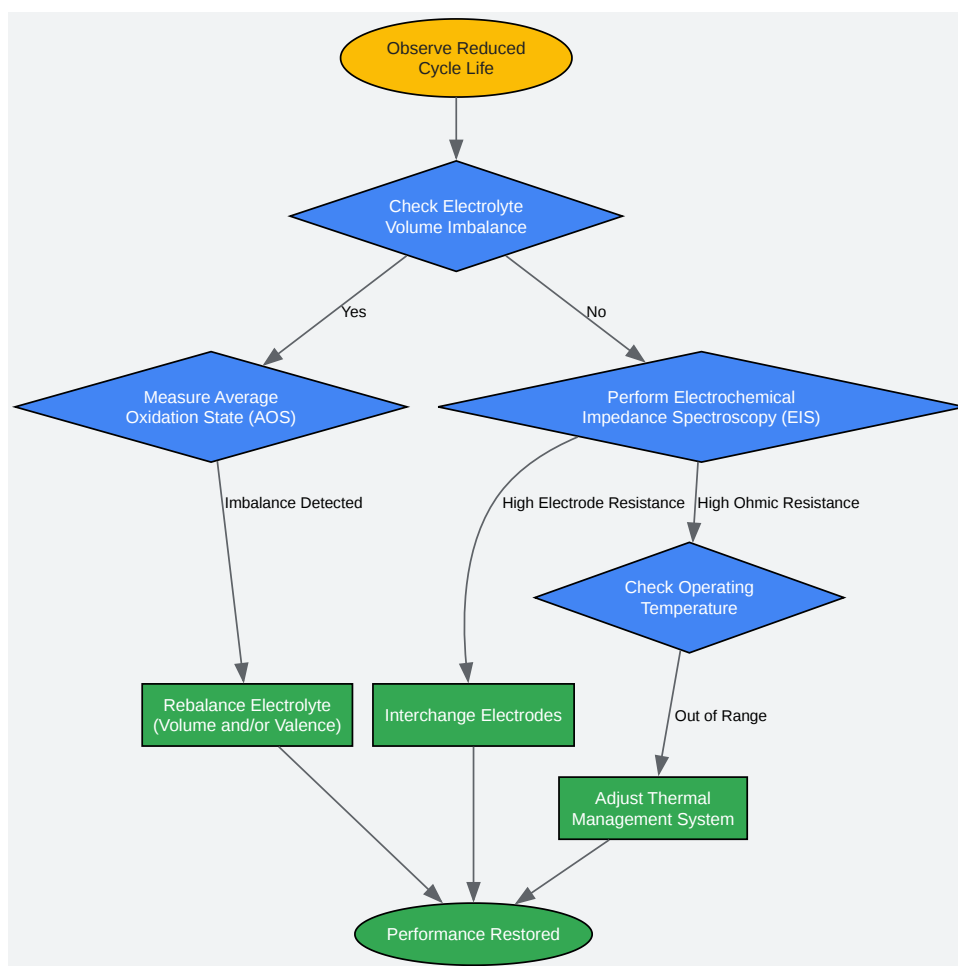 Observe Reduced
Cycle Life
Check Electrolyte
Volume Imbalance
Yes
No
Measure Average
Oxidation State (AOS)
Perform Electrochemical
Impedance Spectroscopy (EIS)
Imbalance Detected
High Electrode Resistance
High Ohmic Resistance
Check Operating
Temperature
Rebalance Electrolyte
(Volume and/or Valence)
Interchange Electrodes
Out of Range
Adjust Thermal
Management System
Performance Restored